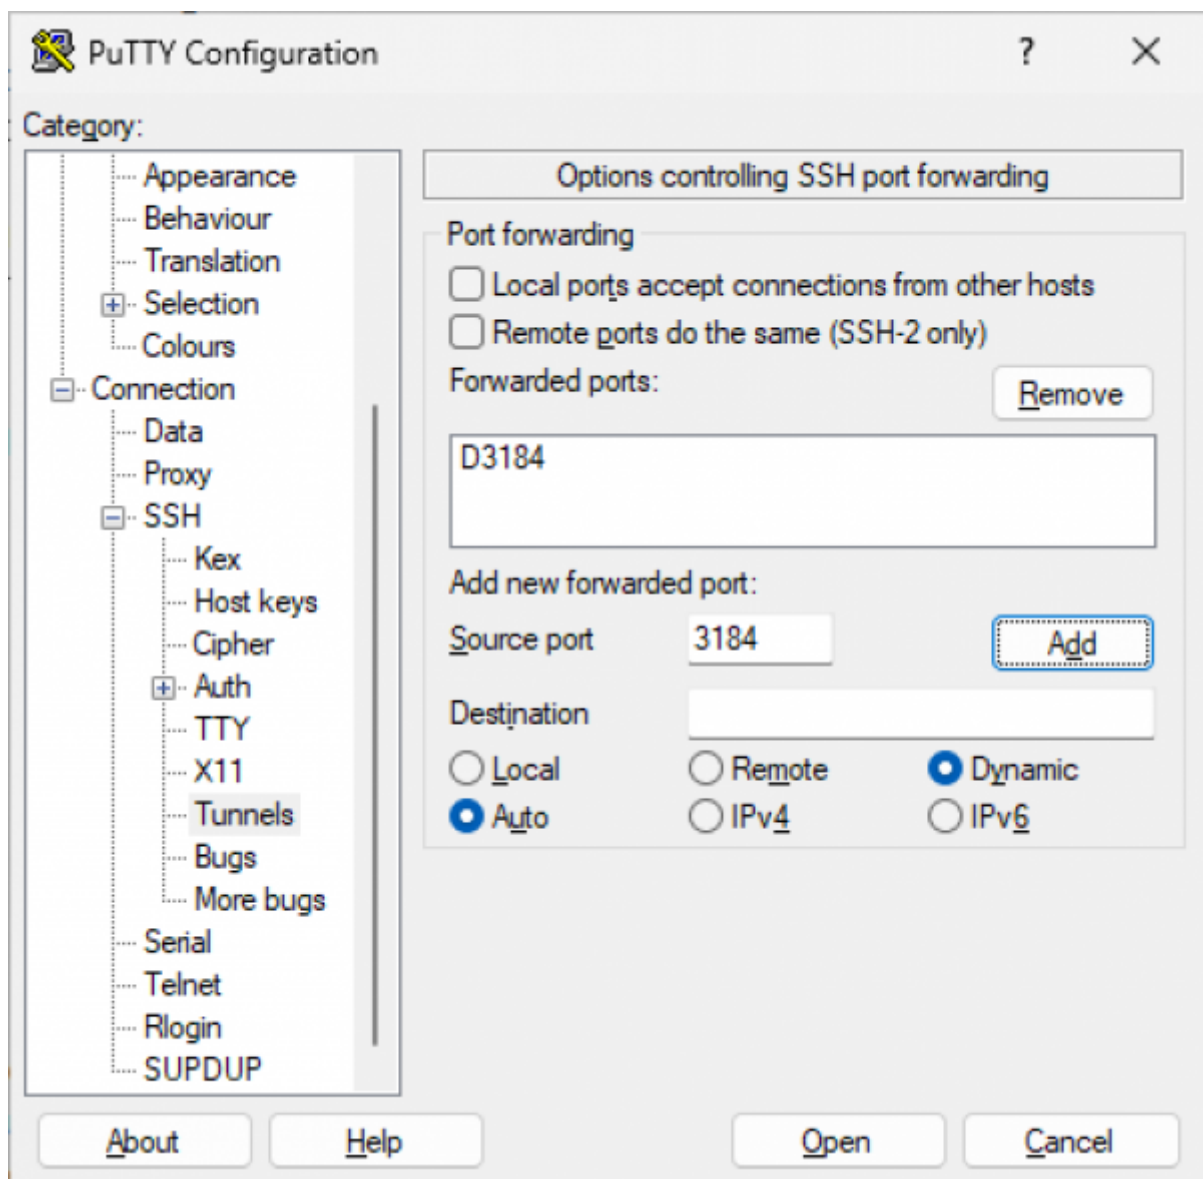 PuTTY Configuration
?
Category:
Appearance
Behaviour
Translation
Selection
Colours
Connection
Data
Proxy
SSH
Kex
Host keys
Cipher
Auth
TTY
X11
Tunnels
Bugs
More bugs
Serial
Telnet
Rlogin
SUPDUP
Options controlling SSH port forwarding
Port forwarding
Local ports accept connections from other hosts
Remote ports do the same (SSH-2 only)
Forwarded ports: Remove
D3184
Add new forwarded port:
Source port 3184 Add
Destination
Local Remote Dynamic
Auto IPv4 IPv6
About Help Open Cancel